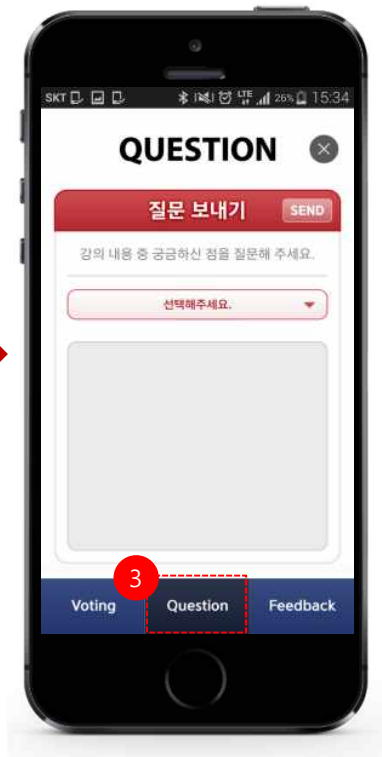 SKT LTE 26% 15:34
QUESTION
질문 보내기 SEND
강의 내용 중 궁금하신 점을 질문해 주세요.
선택해주세요.
3
Voting Question Feedback